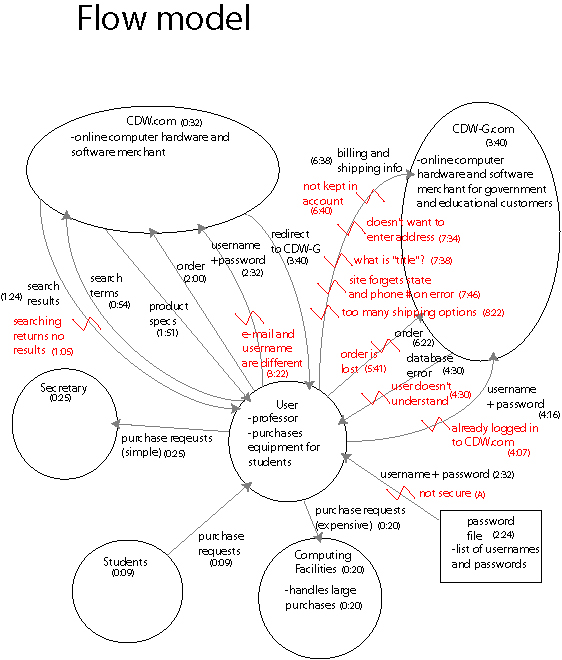 Flow model
CDW.com (0:32)
-online computer hardware and
software merchant
CDW-G.com
(3:40)
-online computer
hardware and software
merchant for government
and educational customers
(6:38) billing and
shipping info
not kept in
account
(6:40)
doesn't want to
enter address (7:34)
what is "title"? (7:38)
site forgets state
and phone # on error (7:46)
too many shipping options (8:22)
redirect
to CDW-G
(3:40)
username
+password
(2:32)
order
(2:00)
product
specs
(1:51)
search
terms (0:54)
(1:24) search
results
searching
returns no
results (1:05)
e-mail and
username
are different
(3:22)
order
(6:22)
order is
lost (5:41)
database
error (4:30)
user doesn't (4:30)
understand
username
+password
(4:16)
already logged in
to CDW.com
(4:07)
Secretary
(0:25)
purchase reqeusts
(simple) (0:25)
User
-professor
-purchases
equipment for
students
username+ password (2:32)
not secure (A)
password
file
(2:24)
-list of usernames
and passwords
purchase requests
(expensive) (0:20)
purchase
requests
(0:09)
Students
(0:09)
Computing
Facilities (0:20)
-handles large
purchases (0:20)